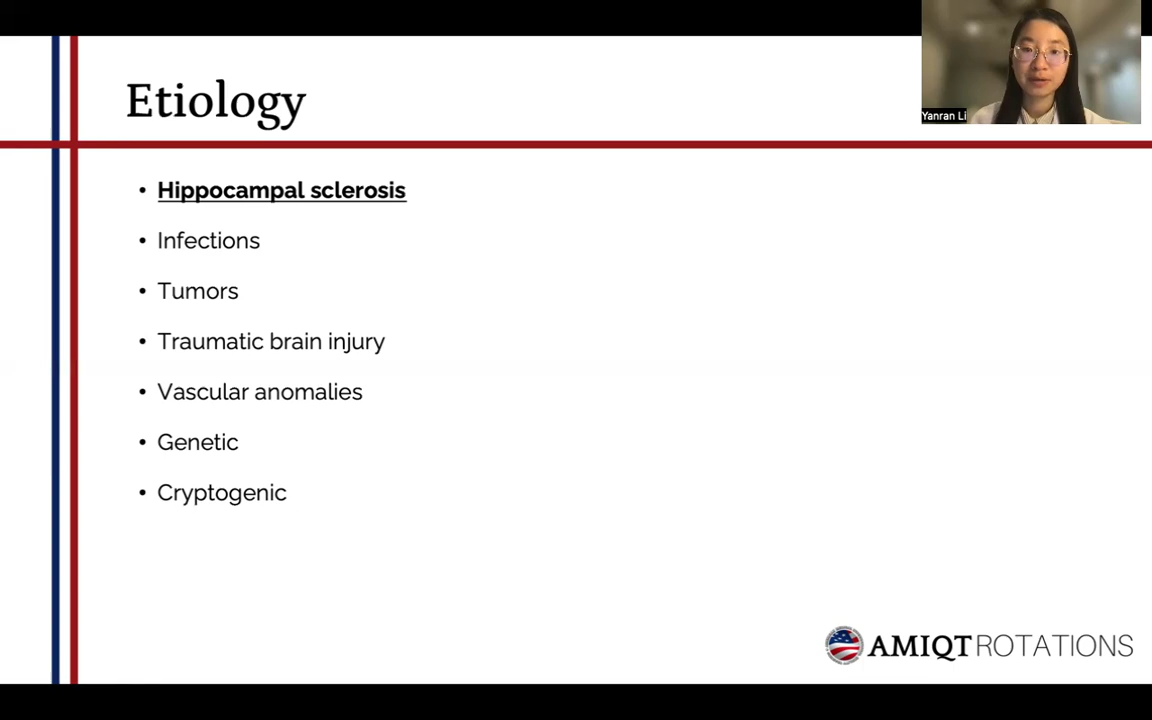 Etiology
Yanran Li
• Hippocampal sclerosis
• Infections
• Tumors
• Traumatic brain injury
• Vascular anomalies
• Genetic
• Cryptogenic
AMIQT ROTATIONS